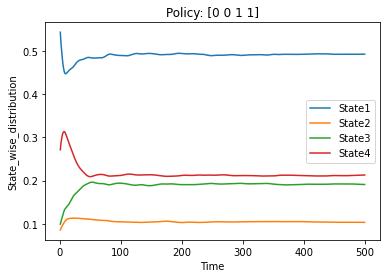 Policy: [0 0 1 1]
State_wise_distribution
0.5
0.4
0.3
0.2
0.1
State1
State2
State3
State4
0 100 200 300 400 500
Time